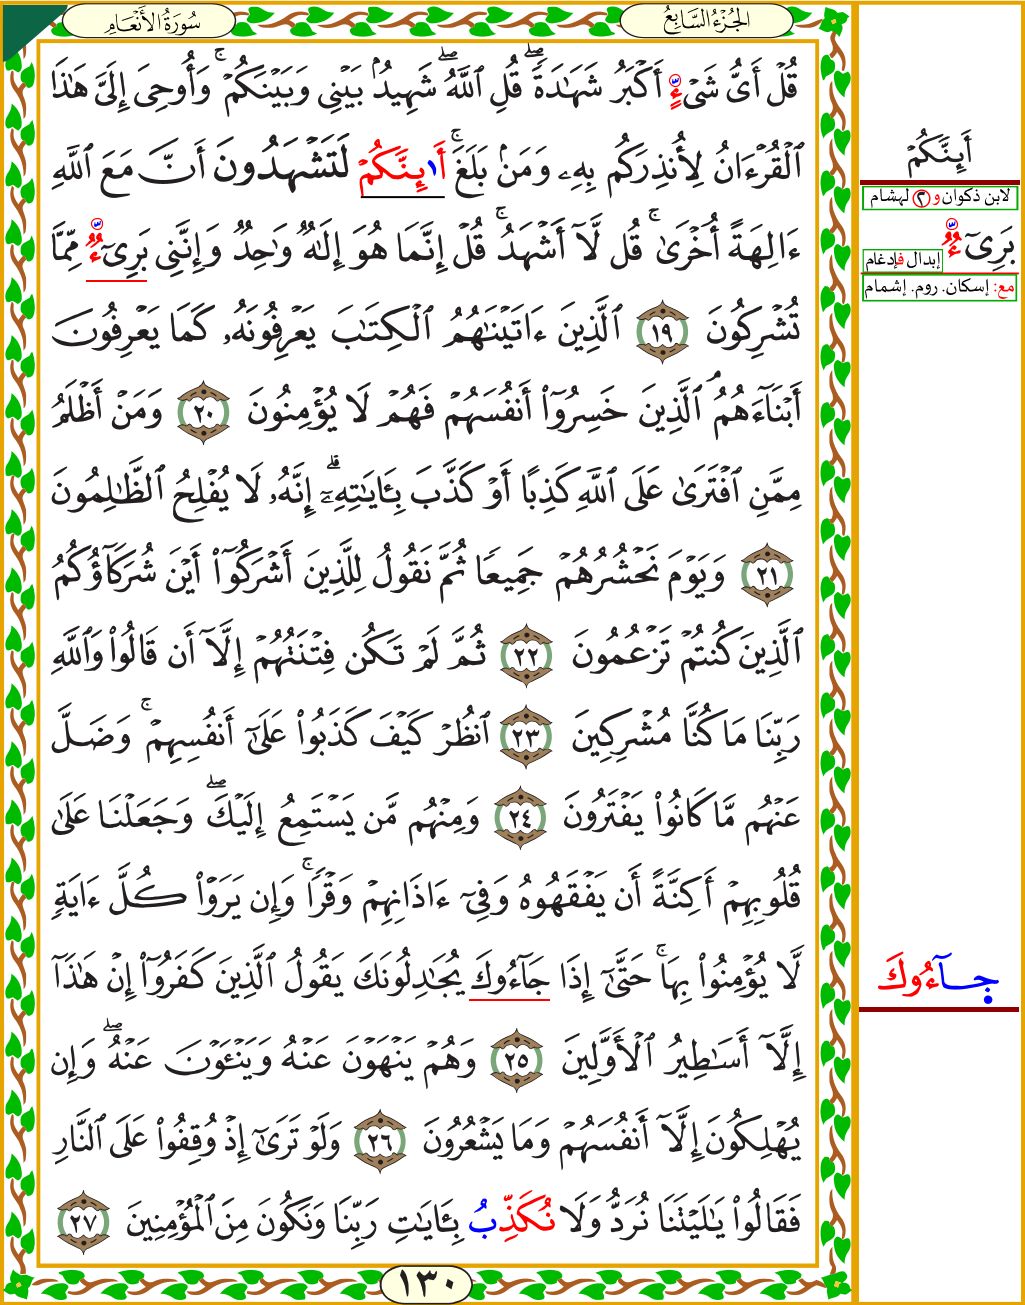 سُورَةُ الأَنْعَامِ
الجُزْءُ السَّابِعُ
قُلْ أَىُّ شَىْءٍ أَكْبَرُ شَهَٰدَةً ۖ قُلِ ٱللَّهُ ۖ شَهِيدُۢ بَيْنِى وَبَيْنَكُمْ ۚ وَأُوحِىَ إِلَىَّ هَٰذَا
ٱلْقُرْءَانُ لِأُنذِرَكُم بِهِۦ وَمَنۢ بَلَغَ ۚ أَا۟ئِنَّكُمْ لَتَشْهَدُونَ أَنَّ مَعَ ٱللَّهِ
ءَالِهَةً أُخْرَىٰ ۚ قُل لَّآ أَشْهَدُ ۚ قُلْ إِنَّمَا هُوَ إِلَٰهٌ وَٰحِدٌ وَإِنَّنِى بَرِىٓءٌ مِّمَّا
تُشْرِكُونَ ١٩ ٱلَّذِينَ ءَاتَيْنَٰهُمُ ٱلْكِتَٰبَ يَعْرِفُونَهُۥ كَمَا يَعْرِفُونَ
أَبْنَآءَهُمُ ۘ ٱلَّذِينَ خَسِرُوٓا۟ أَنفُسَهُمْ فَهُمْ لَا يُؤْمِنُونَ ٢٠ وَمَنْ أَظْلَمُ
مِمَّنِ ٱفْتَرَىٰ عَلَى ٱللَّهِ كَذِبًا أَوْ كَذَّبَ بِـَٔايَٰتِهِۦٓ ۗ إِنَّهُۥ لَا يُفْلِحُ ٱلظَّٰلِمُونَ
٢١ وَيَوْمَ نَحْشُرُهُمْ جَمِيعًا ثُمَّ نَقُولُ لِلَّذِينَ أَشْرَكُوٓا۟ أَيْنَ شُرَكَآؤُكُمُ
ٱلَّذِينَ كُنتُمْ تَزْعُمُونَ ٢٢ ثُمَّ لَمْ تَكُن فِتْنَتُهُمْ إِلَّآ أَن قَالُوا۟ وَٱللَّهِ
رَبِّنَا مَا كُنَّا مُشْرِكِينَ ٢٣ ٱنظُرْ كَيْفَ كَذَبُوا۟ عَلَىٰٓ أَنفُسِهِمْ ۚ وَضَلَّ
عَنْهُم مَّا كَانُوا۟ يَفْتَرُونَ ٢٤ وَمِنْهُم مَّن يَسْتَمِعُ إِلَيْكَ ۖ وَجَعَلْنَا عَلَىٰ
قُلُوبِهِمْ أَكِنَّةً أَن يَفْقَهُوهُ وَفِىٓ ءَاذَانِهِمْ وَقْرًا ۚ وَإِن يَرَوْا۟ كُلَّ ءَايَةٍ
لَّا يُؤْمِنُوا۟ بِهَا ۚ حَتَّىٰٓ إِذَا جَآءُوكَ يُجَٰدِلُونَكَ يَقُولُ ٱلَّذِينَ كَفَرُوٓا۟ إِنْ هَٰذَآ
إِلَّآ أَسَٰطِيرُ ٱلْأَوَّلِينَ ٢٥ وَهُمْ يَنْهَوْنَ عَنْهُ وَيَنْـَٔوْنَ عَنْهُ ۖ وَإِن
يُهْلِكُونَ إِلَّآ أَنفُسَهُمْ وَمَا يَشْعُرُونَ ٢٦ وَلَوْ تَرَىٰٓ إِذْ وُقِفُوا۟ عَلَى ٱلنَّارِ
فَقَالُوا۟ يَٰلَيْتَنَا نُرَدُّ وَلَا نُكَذِّبُ بِـَٔايَٰتِ رَبِّنَا وَنَكُونَ مِنَ ٱلْمُؤْمِنِينَ ٢٧
١٣٠
أَئِنَّكُمْ
لابن ذكوان و ٢ لهشام
بَرِىٓءٌ
إبدال فإدغام
مع: إسكان. روم. إشمام
جَآءُوكَ